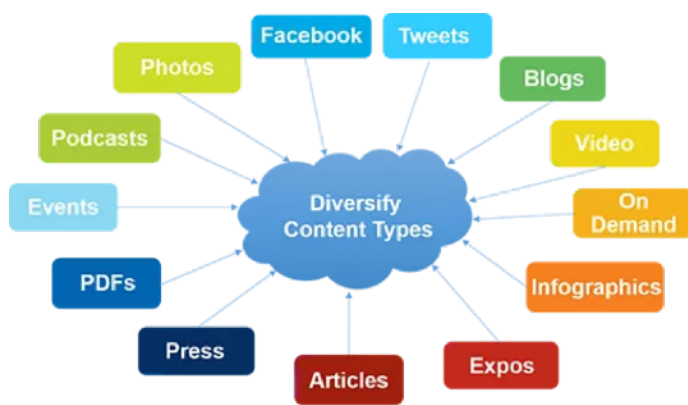 Facebook
Tweets
Photos
Blogs
Podcasts
Video
Events
Diversify
Content Types
On
Demand
PDFs
Infographics
Press
Articles
Expos